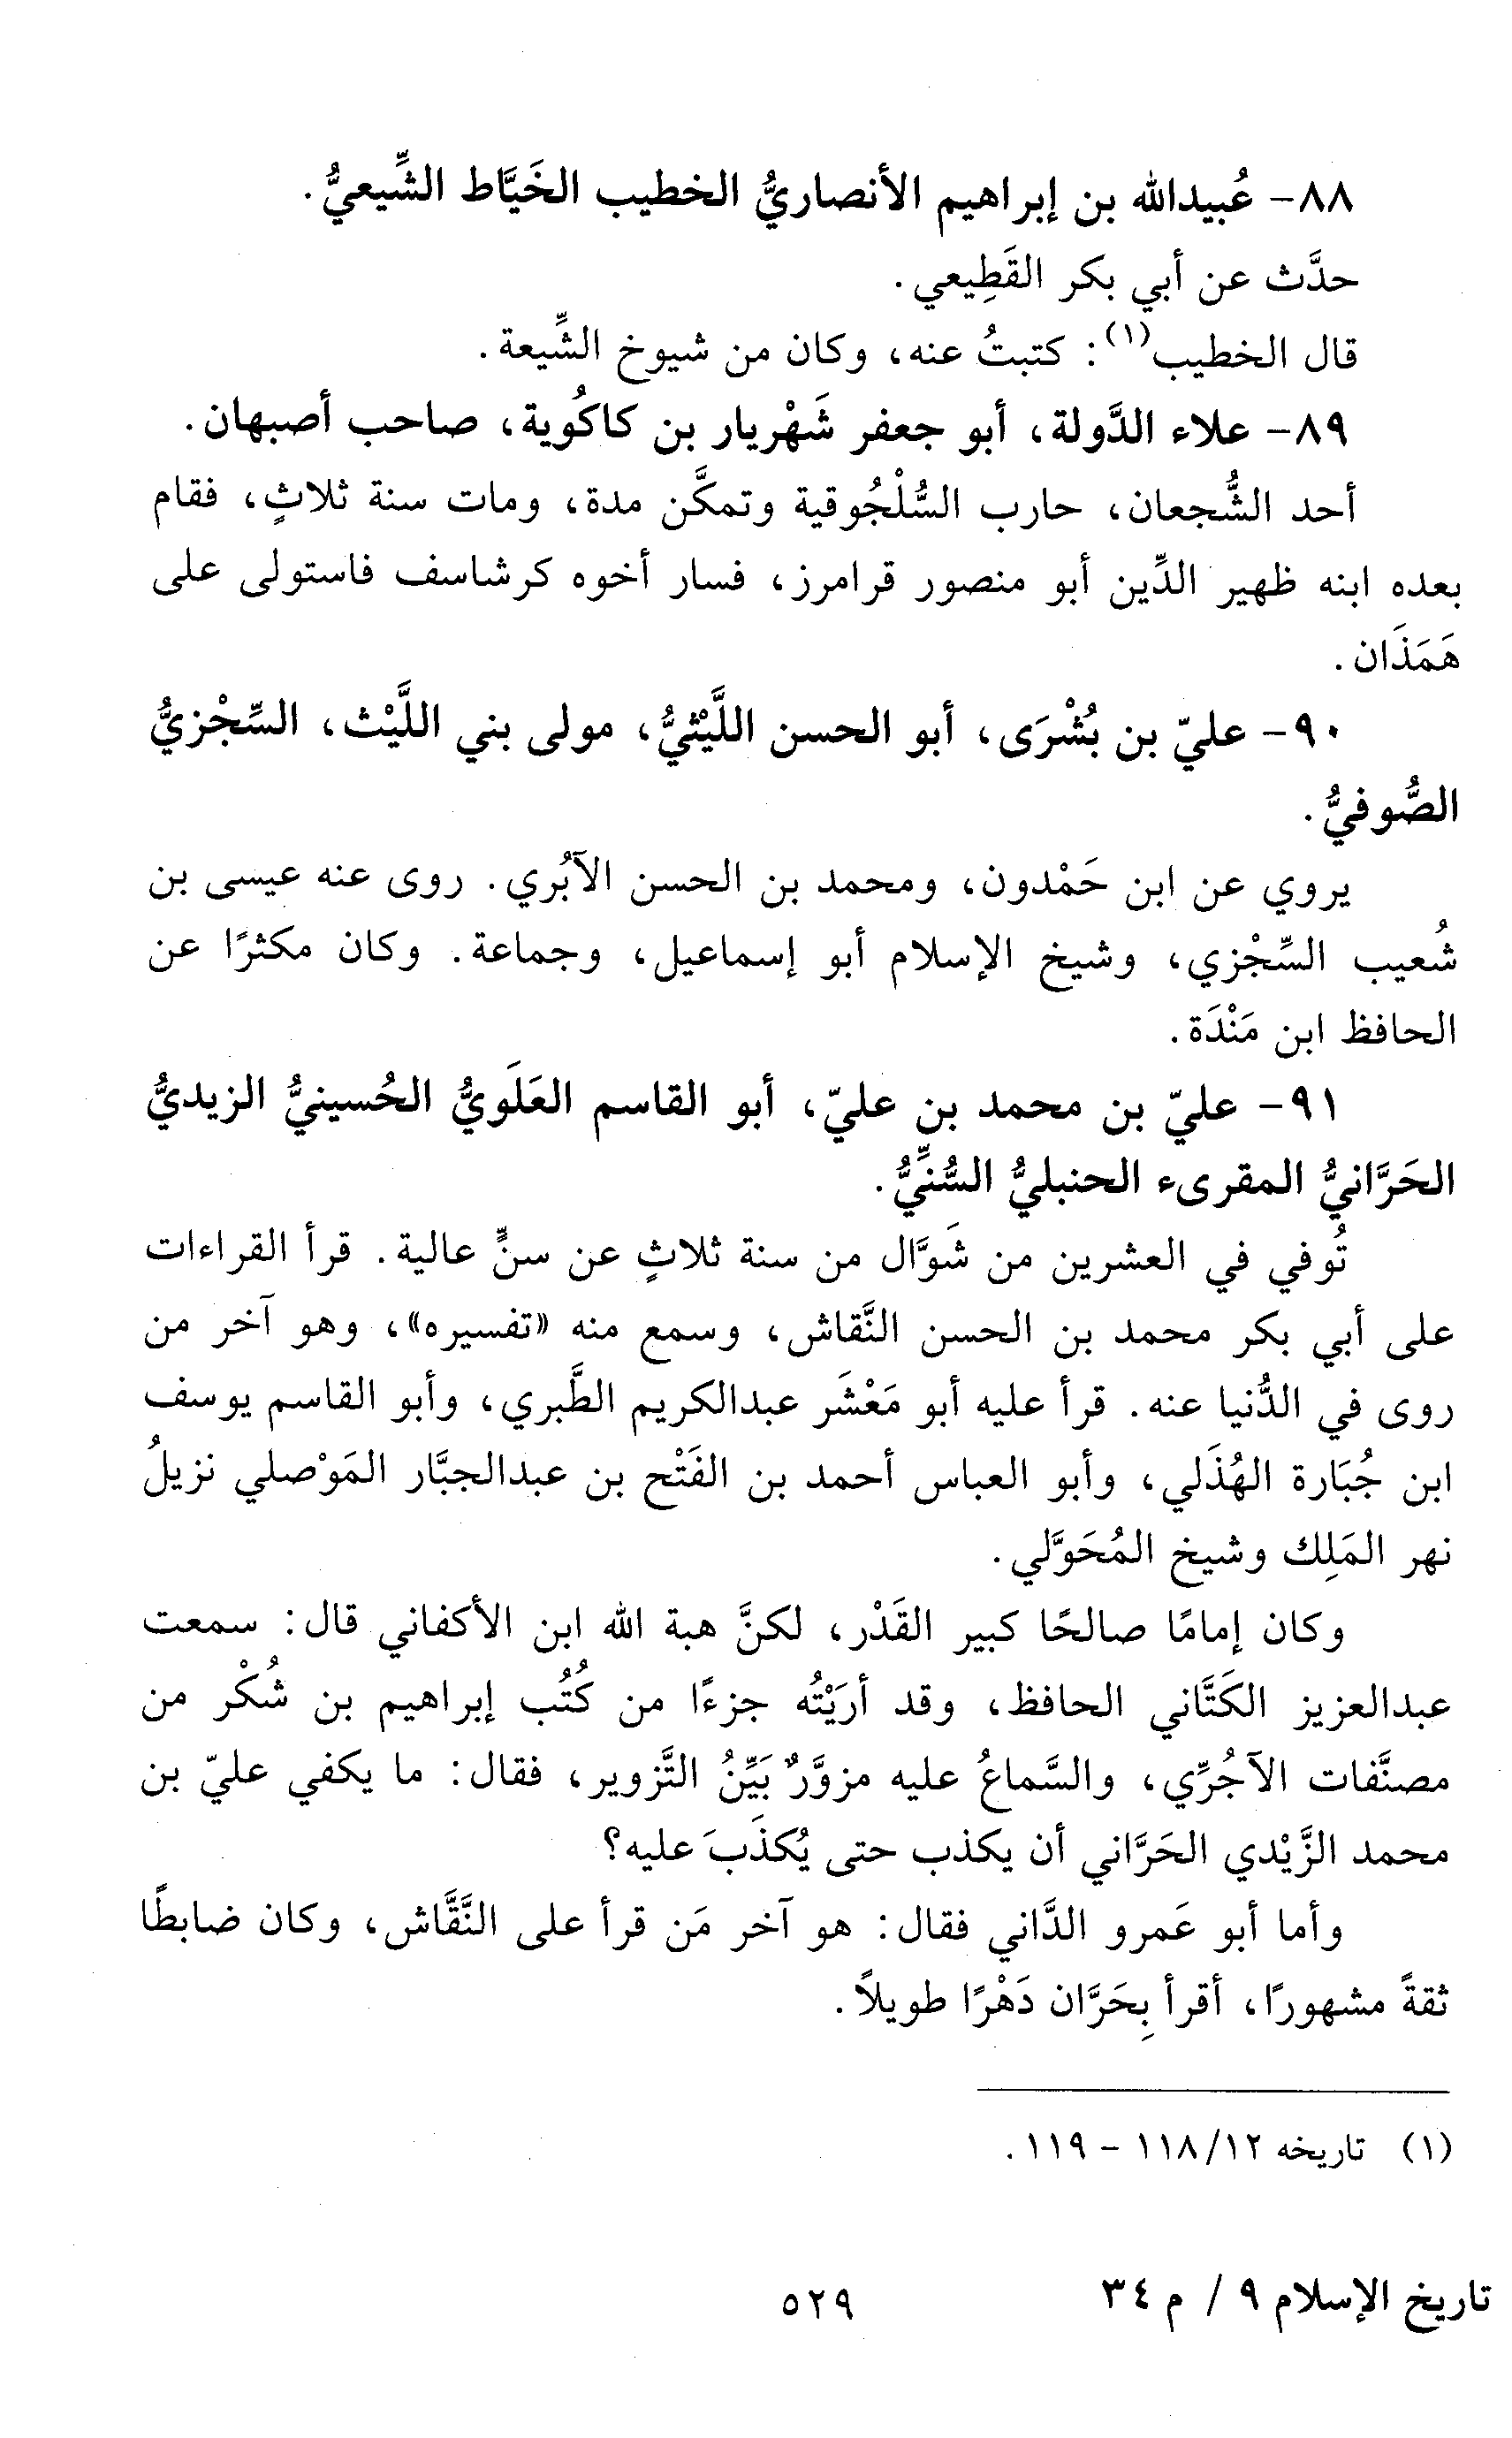 ٨٨- عُبيدالله بن إبراهيم الأنصاريُّ الخطيب الخَيَّاط الشِّيعيُّ.
حدَّث عن أبي بكر القَطِيعي.
قال الخطيب(١): كتبتُ عنه، وكان من شيوخ الشِّيعة.
٨٩- علاء الدَّولة، أبو جعفر شَهْريار بن كاكُوية، صاحب أصبهان.
أحد الشُّجعان، حارب السُّلْجُوقية وتمكَّن مدة، ومات سنة ثلاثٍ، فقام
بعده ابنه ظهير الدِّين أبو منصور قرامرز، فسار أخوه كرشاسف فاستولى على
هَمَذَان.
٩٠- عليّ بن بُشْرَى، أبو الحسن اللَّيْثيُّ، مولى بني اللَّيْث، السِّجْزيُّ
الصُّوفيُّ.
يروي عن ابن حَمْدون، ومحمد بن الحسن الآبُري. روى عنه عيسى بن
شُعيب السِّجْزي، وشيخ الإسلام أبو إسماعيل، وجماعة. وكان مكثرًا عن
الحافظ ابن مَنْدَة.
٩١- عليّ بن محمد بن عليّ، أبو القاسم العَلَويُّ الحُسينيُّ الزيديُّ
الحَرَّانيُّ المقرىء الحنبليُّ السُّنِّيُّ.
تُوفي في العشرين من شَوَّال من سنة ثلاثٍ عن سنٍّ عالية. قرأ القراءات
على أبي بكر محمد بن الحسن النَّقاش، وسمع منه «تفسيره»، وهو آخر من
روى في الدُّنيا عنه. قرأ عليه أبو مَعْشَر عبدالكريم الطَّبري، وأبو القاسم يوسف
ابن جُبَارة الهُذَلي، وأبو العباس أحمد بن الفَتْح بن عبدالجبَّار المَوْصلي نزيلُ
نهر المَلِك وشيخ المُحَوَّلي.
وكان إمامًا صالحًا كبير القَدْر، لكنَّ هبة الله ابن الأكفاني قال: سمعت
عبدالعزيز الكَتَّاني الحافظ، وقد أرَيْتُه جزءًا من كُتُب إبراهيم بن شُكْر من
مصنَّفات الآجُرِّي، والسَّماعُ عليه مزوَّرٌ بَيِّنُ التَّزوير، فقال: ما يكفي عليّ بن
محمد الزَّيْدي الحَرَّاني أن يكذب حتى يُكذَبَ عليه؟
وأما أبو عَمرو الدَّاني فقال: هو آخر مَن قرأ على النَّقَّاش، وكان ضابطًا
ثقةً مشهورًا، أقرأ بِحَرَّان دَهْرًا طويلاً.
(١) تاريخه ١١٨/١٢ - ١١٩.
تاريخ الإسلام ٩ / م ٣٤
٥٢٩